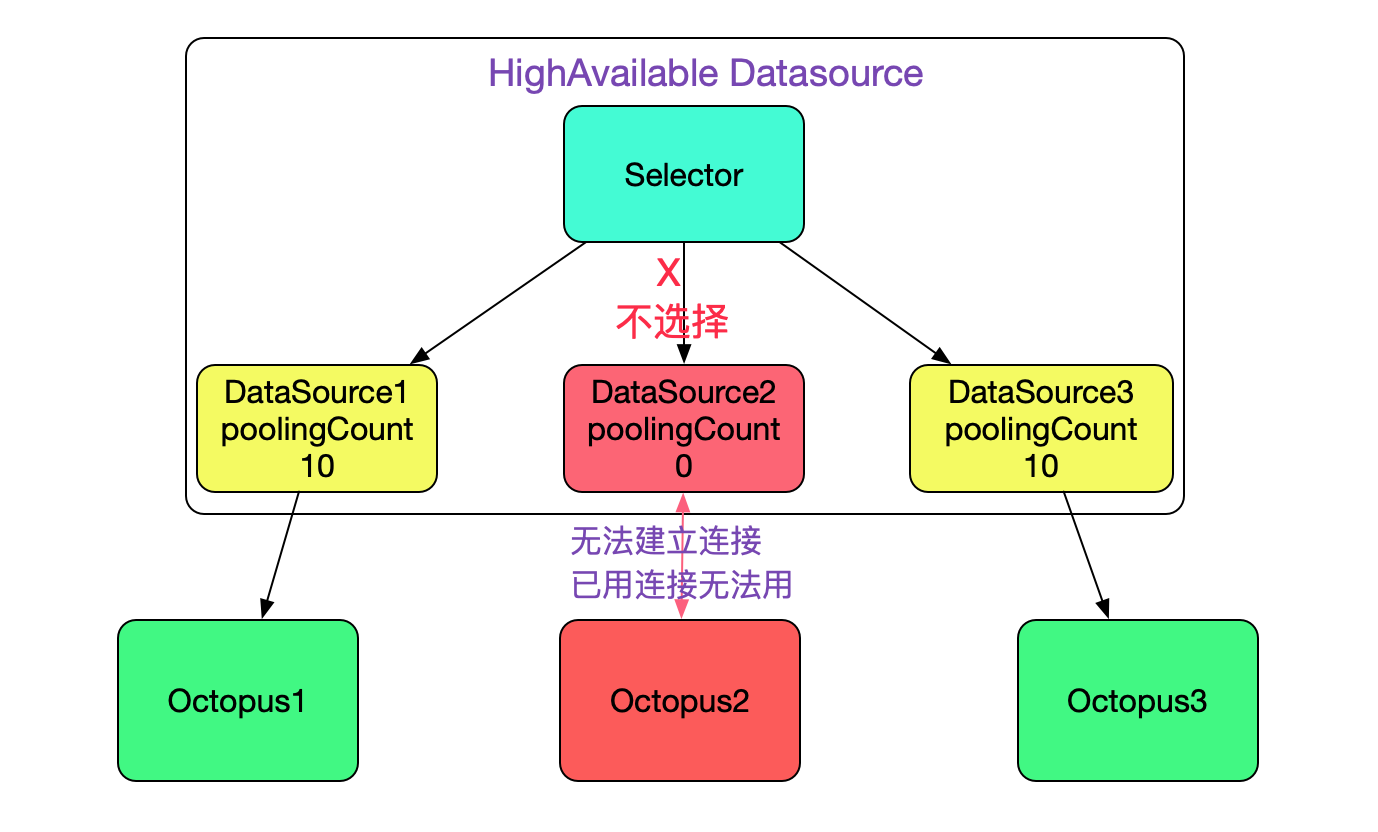 HighAvailable Datasource
Selector
X
不选择
DataSource1
poolingCount
10
DataSource2
poolingCount
0
DataSource3
poolingCount
10
无法建立连接
已用连接无法用
Octopus1
Octopus2
Octopus3